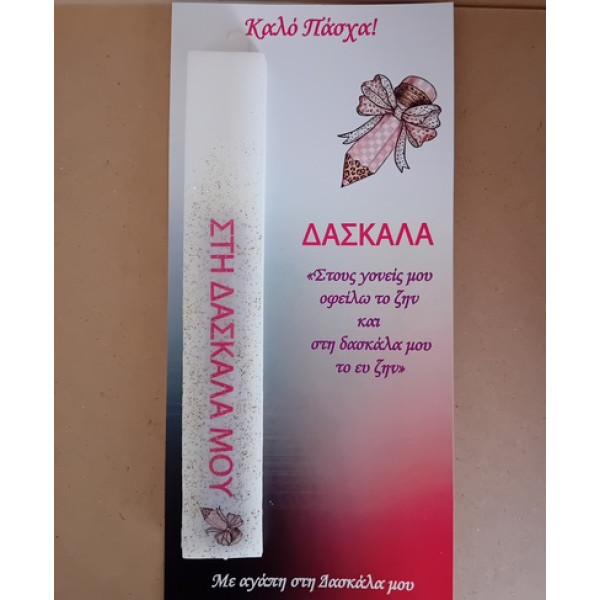 Καλό Πάσχα!
ΣΤΗ ΔΑΣΚΑΛΑ ΜΟΥ
ΔΑΣΚΑΛΑ
«Στους γονείς μου
οφείλω το ζην
και
στη δασκάλα μου
το ευ ζην»
Με αγάπη στη Δασκάλα μου